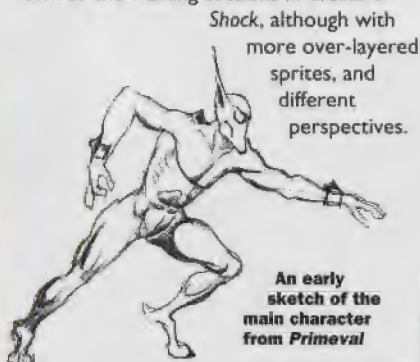 Shock, although with
more over-layered
sprites, and
different
perspectives.
An early
sketch of the
main character
from Primeval